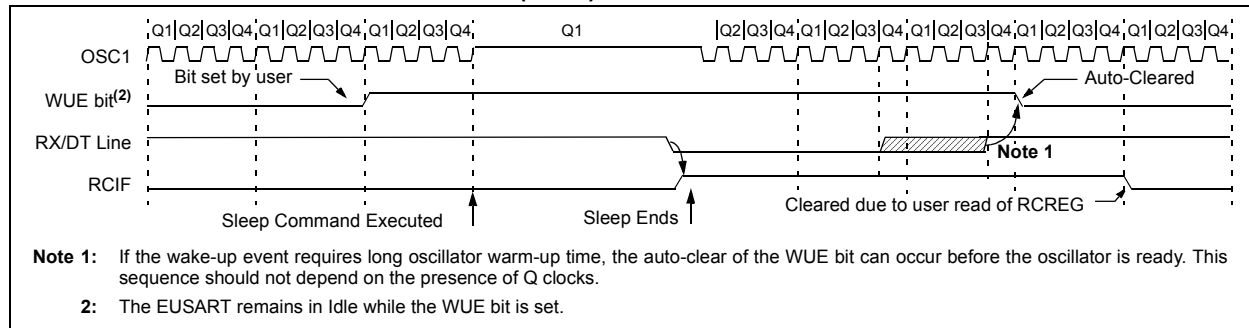 Q1 Q2 Q3 Q4 Q1 Q2 Q3 Q4 Q1 Q2 Q3 Q4 Q1 Q2 Q3 Q4 Q1 Q2 Q3 Q4 Q1 Q2 Q3 Q4 Q1 Q2 Q3 Q4
OSC1
Bit set by user
Auto-Cleared
WUE bit(2)
RX/DT Line
Note 1
RCIF
Cleared due to user read of RCREG
Sleep Command Executed
Sleep Ends
Note 1: If the wake-up event requires long oscillator warm-up time, the auto-clear of the WUE bit can occur before the oscillator is ready. This
sequence should not depend on the presence of Q clocks.
2: The EUSART remains in Idle while the WUE bit is set.